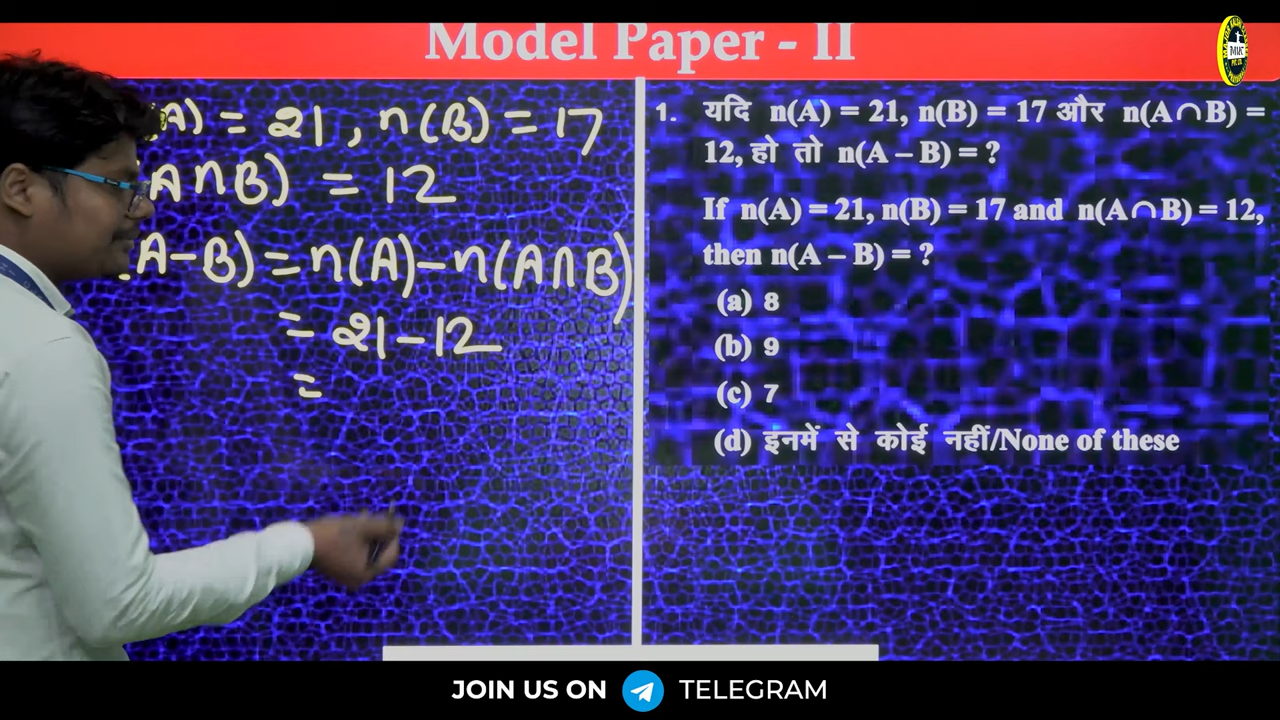 Model Paper - II
MIIC
A) = 21, n(B) = 17
A∩B) = 12
A-B) = n(A)-n(A∩B)
= 21-12
=
1. यदि n(A) = 21, n(B) = 17 और n(A∩B) =
12, हो तो n(A – B) = ?
If n(A) = 21, n(B) = 17 and n(A∩B) = 12,
then n(A – B) = ?
(a) 8
(b) 9
(c) 7
(d) इनमें से कोई नहीं/None of these
JOIN US ON TELEGRAM